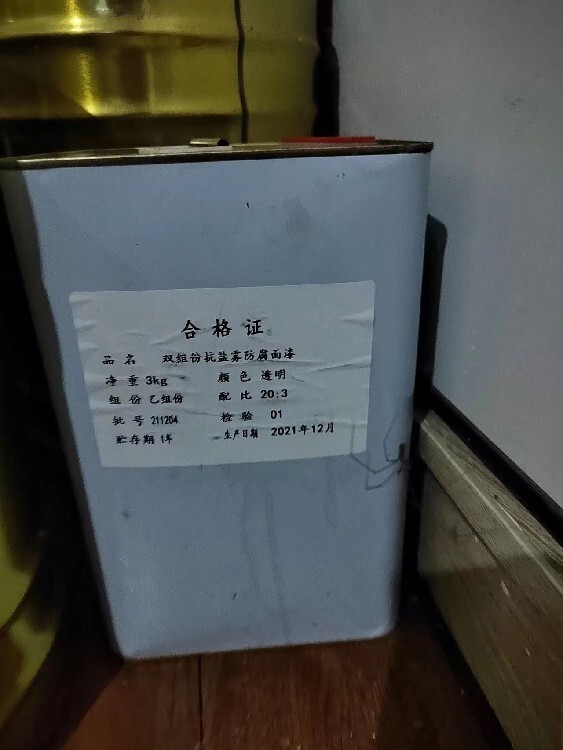 合格证
品名 双组份抗盐雾防腐面漆
净重 3kg 颜色 透明
组份 乙组份 配比 20:3
批号 211204 检验 01
贮存期 1年 生产日期 2021年12月